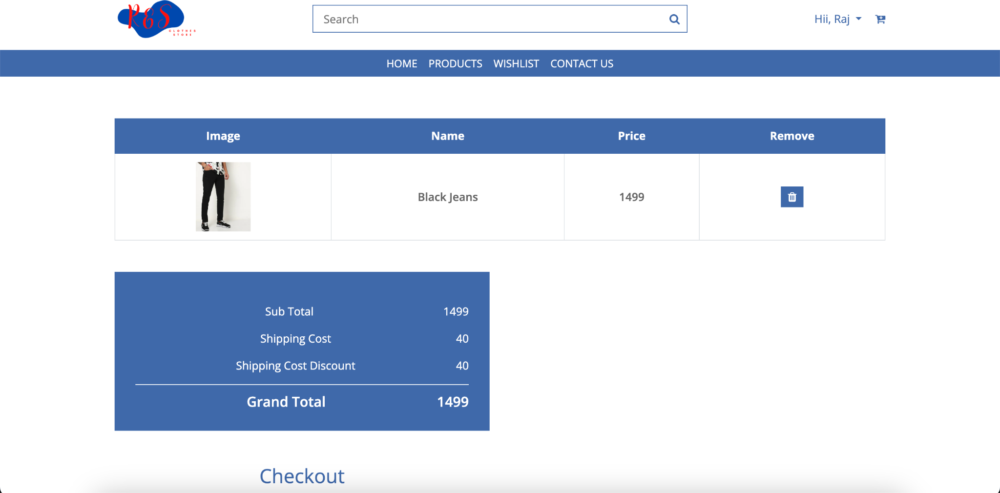 R&S
CLOTHES
STORE
Search
Hii, Raj
HOME PRODUCTS WISHLIST CONTACT US
Image Name Price Remove
Black Jeans 1499
Sub Total 1499
Shipping Cost 40
Shipping Cost Discount 40
Grand Total 1499
Checkout